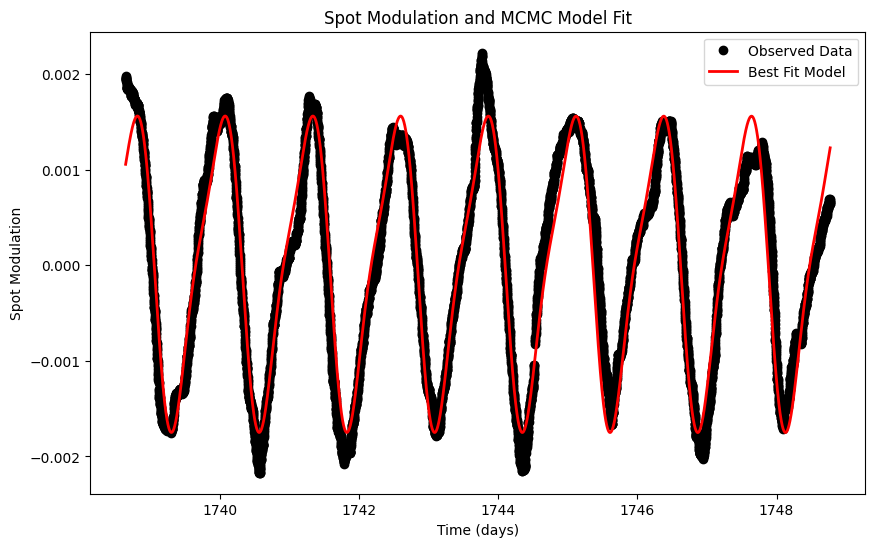 Spot Modulation and MCMC Model Fit
Observed Data
Best Fit Model
0.002
0.001
0.000
−0.001
−0.002
Spot Modulation
1740
1742
1744
1746
1748
Time (days)